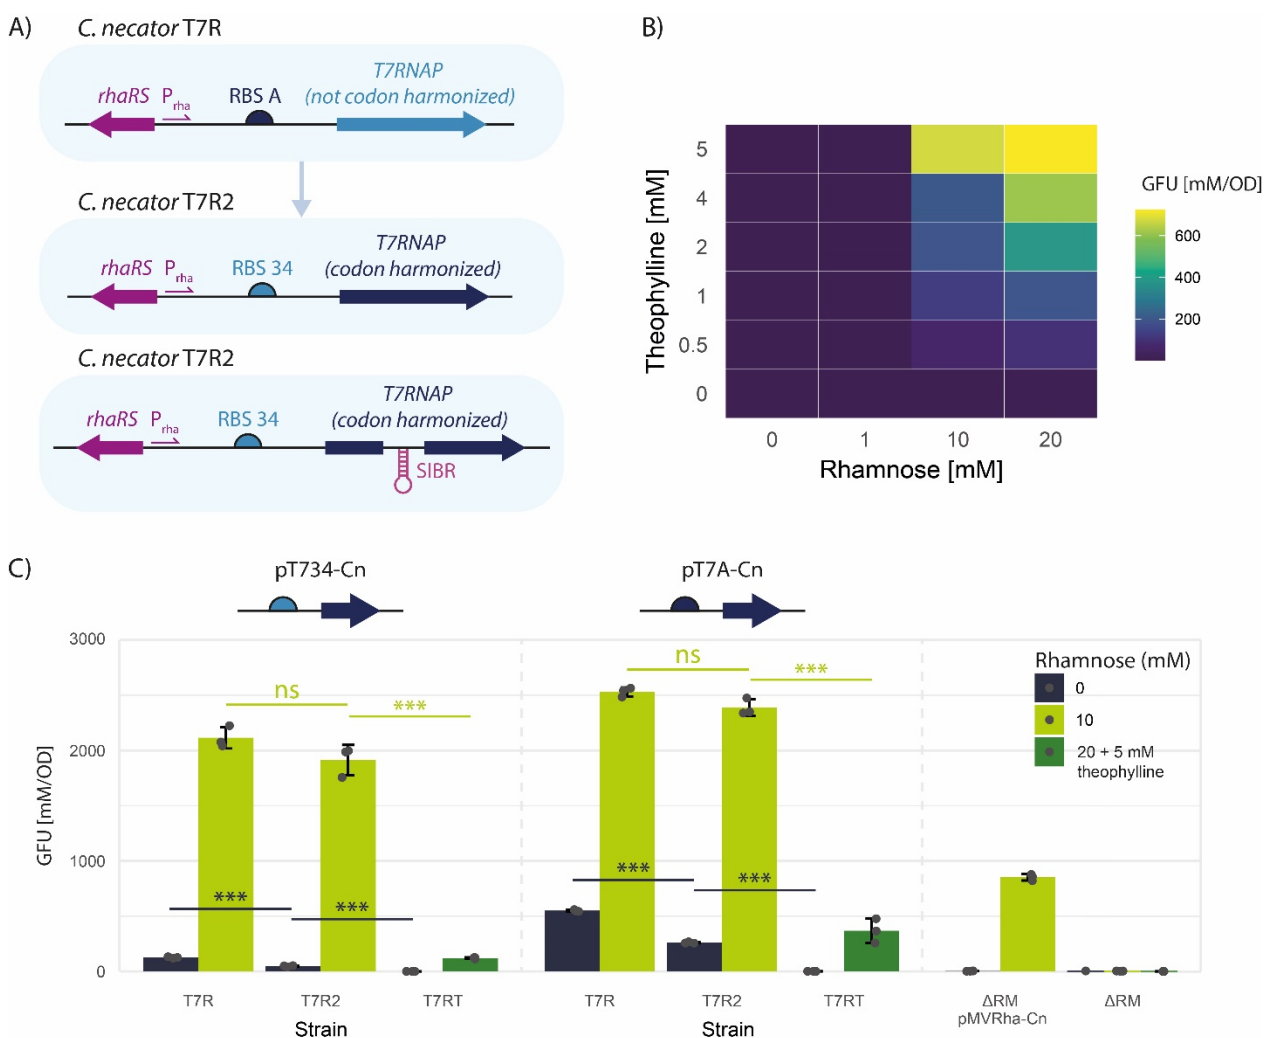 A)
C. necator T7R
rhaRS
Prha
RBS A
T7RNAP
(not codon harmonized)
C. necator T7R2
rhaRS
Prha
RBS 34
T7RNAP
(codon harmonized)
C. necator T7R2
rhaRS
Prha
RBS 34
T7RNAP
(codon harmonized)
SIBR
B)
Theophylline [mM]
5
4
2
1
0.5
0
0
1
10
20
Rhamnose [mM]
GFU [mM/OD]
600
400
200
C)
pT734-Cn
pT7A-Cn
GFU [mM/OD]
3000
2000
1000
0
ns
***
***
***
ns
***
***
***
Rhamnose (mM)
0
10
20 + 5 mM
theophylline
T7R
T7R2
T7RT
Strain
T7R
T7R2
T7RT
Strain
ΔRM
pMVRha-Cn
ΔRM